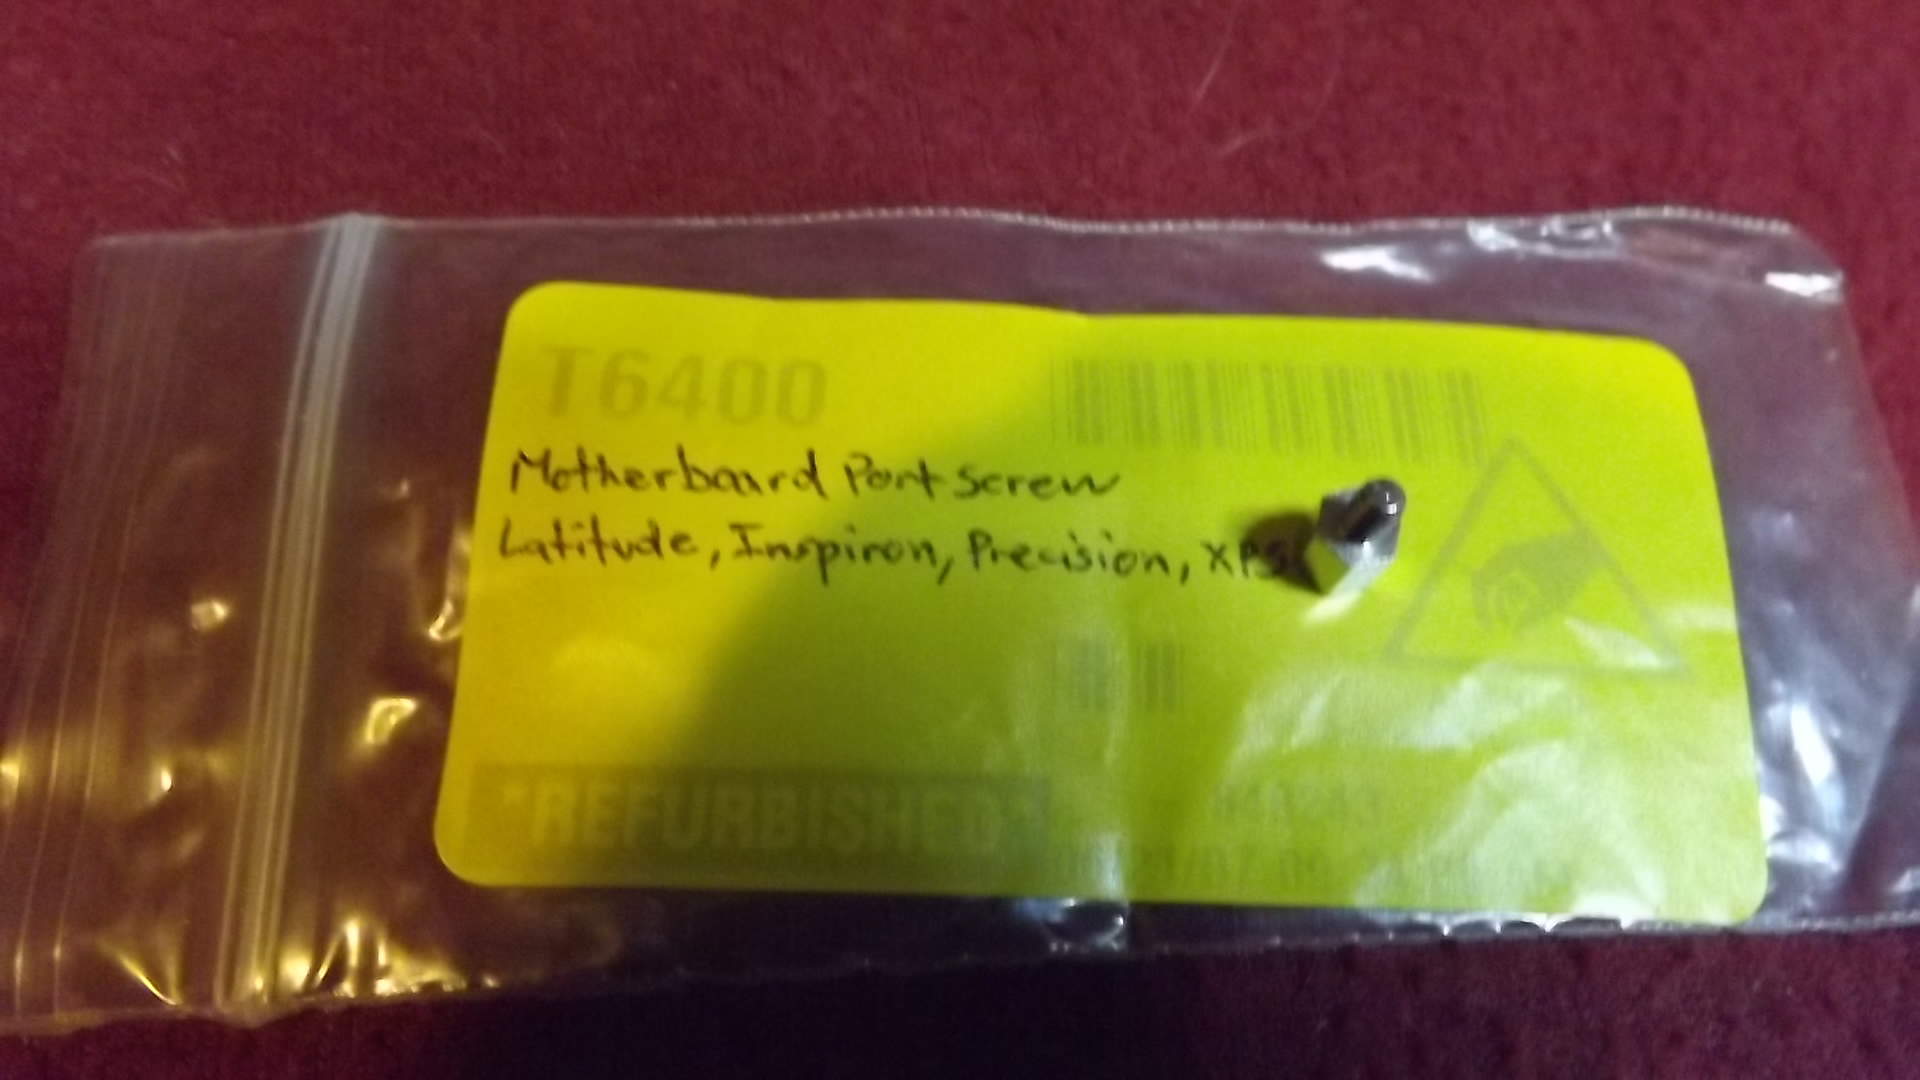 T6400
Motherboard Port Screw
Latitude, Inspiron, Precision, XPS
*REFURBISHED*